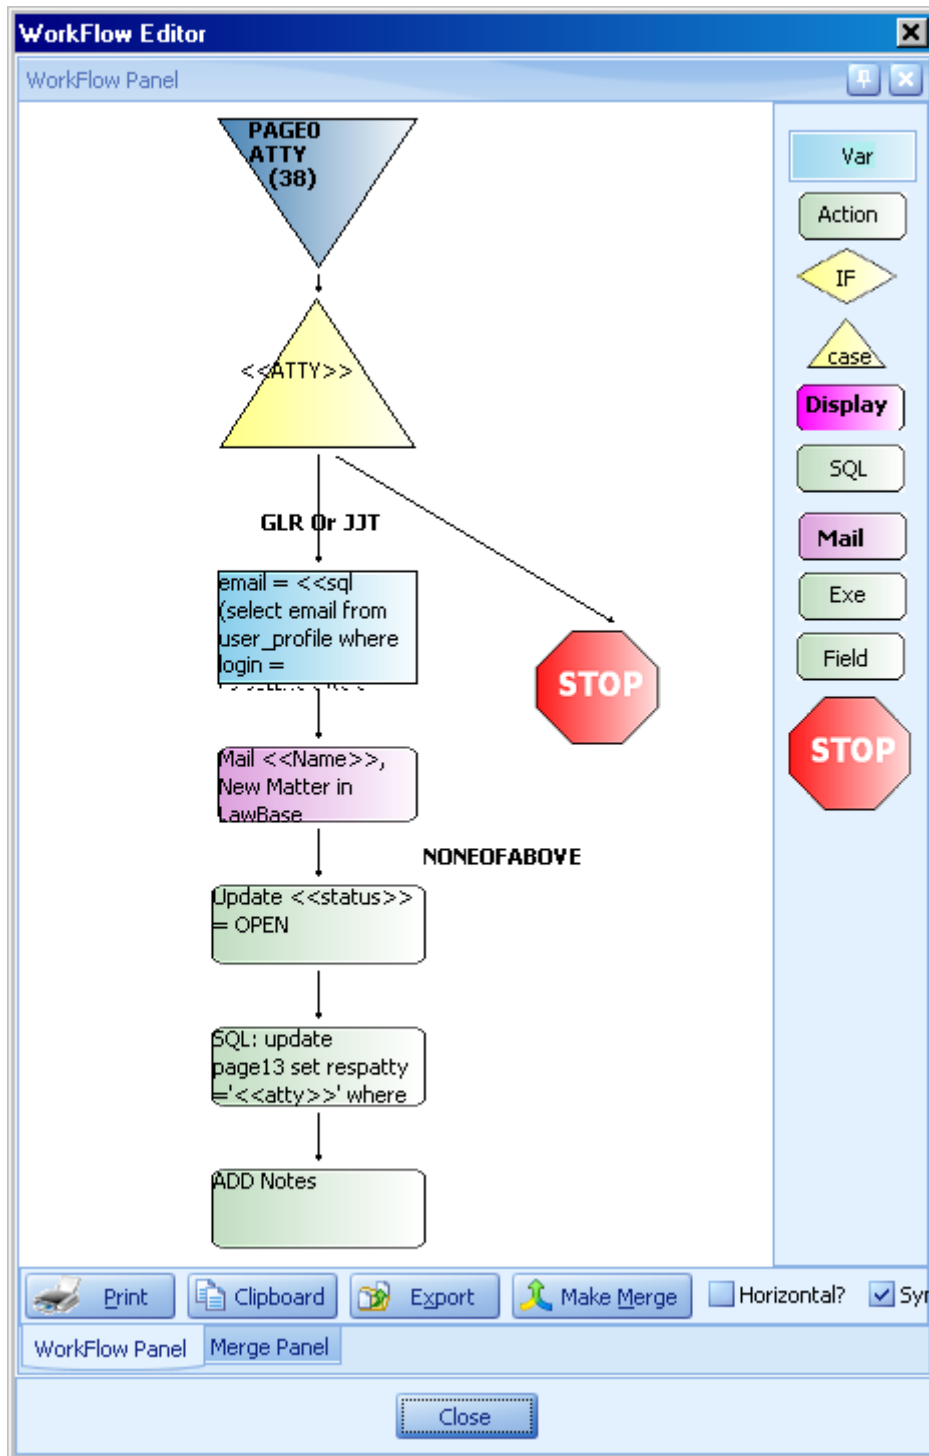 WorkFlow Editor
WorkFlow Panel
PAGE0
ATTY
(38)
<<ATTY>>
GLR Or JJT
email = <<sql
(select email from
user_profile where
login =
STOP
Mail <<Name>>,
New Matter in
LawBase
NONEOFABOVE
Update <<status>>
= OPEN
SQL: update
page13 set respatty
='<<atty>>' where
ADD Notes
Var
Action
IF
case
Display
SQL
Mail
Exe
Field
STOP
Print
Clipboard
Export
Make Merge
Horizontal?
WorkFlow Panel
Merge Panel
Close